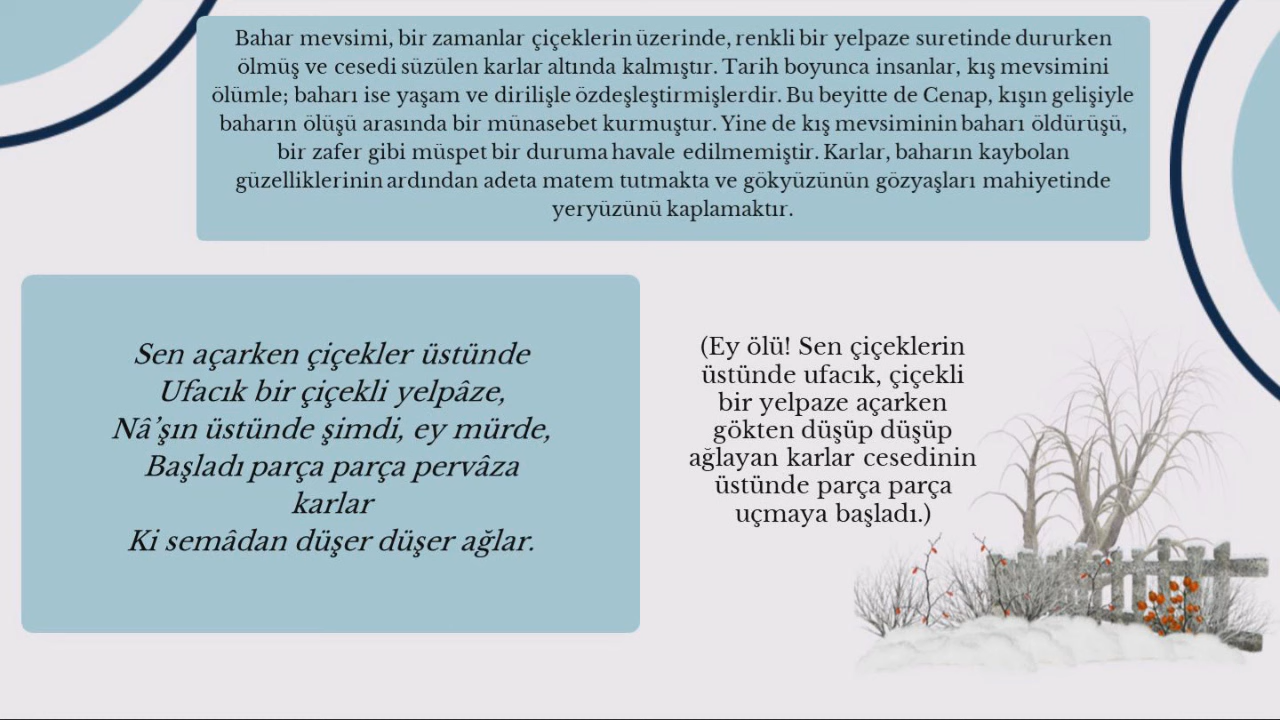 Bahar mevsimi, bir zamanlar çiçeklerin üzerinde, renkli bir yelpaze suretinde dururken
ölmüş ve cesedi süzülen karlar altında kalmıştır. Tarih boyunca insanlar, kış mevsimini
ölümle; baharı ise yaşam ve dirilişle özdeşleştirmişlerdir. Bu beyitte de Cenap, kışın gelişiyle
baharın ölüşü arasında bir münasebet kurmuştur. Yine de kış mevsiminin baharı öldürüşü,
bir zafer gibi müspet bir duruma havale edilmemiştir. Karlar, baharın kaybolan
güzelliklerinin ardından adeta matem tutmakta ve gökyüzünün gözyaşları mahiyetinde
yeryüzünü kaplamaktır.
Sen açarken çiçekler üstünde
Ufacık bir çiçekli yelpâze,
Nâ’şın üstünde şimdi, ey mürde,
Başladı parça parça pervâza
karlar
Ki semâdan düşer düşer ağlar.
(Ey ölü! Sen çiçeklerin
üstünde ufacık, çiçekli
bir yelpaze açarken
gökten düşüp düşüp
ağlayan karlar cesedinin
üstünde parça parça
uçmaya başladı.)